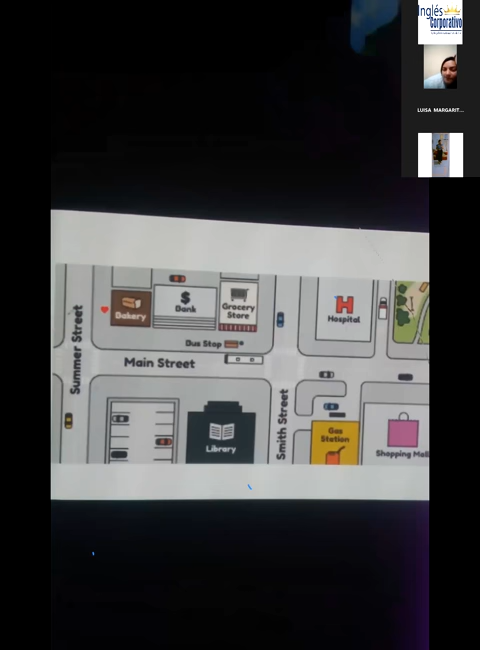 Inglés
Corporativo
LUISA MARGARIT...
Bakery
$
Bank
Grocery
Store
H
Hospital
Bus Stop
Summer Street
Main Street
Smith Street
Library
Gas
Station
Shopping Mall